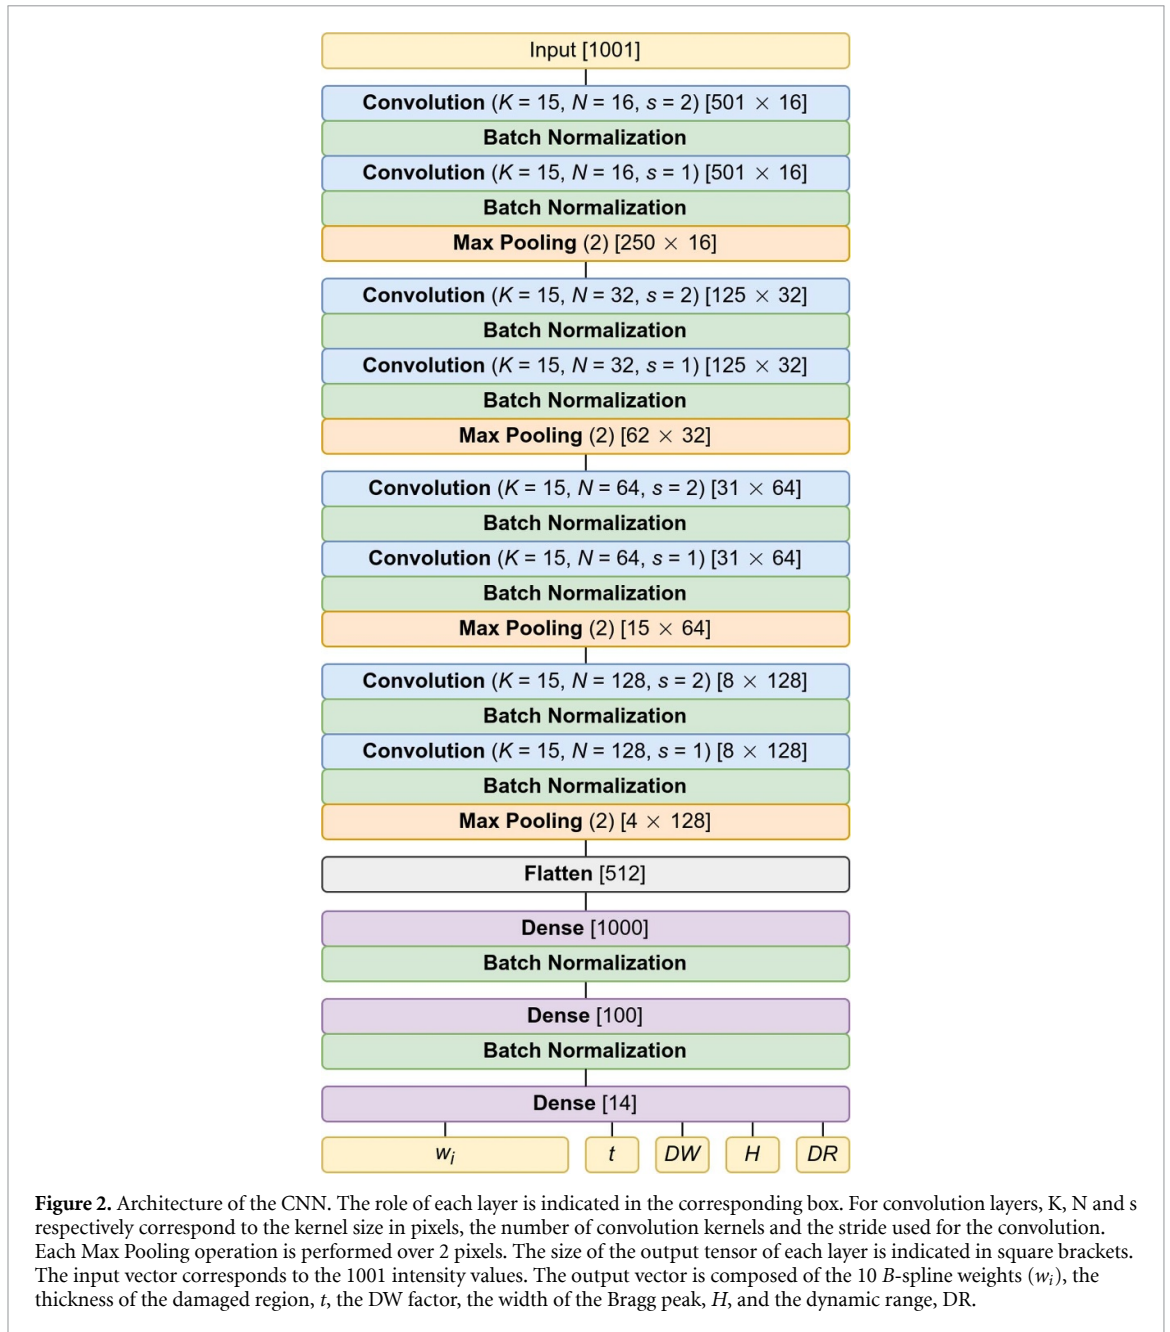 Input [1001]
Convolution (K = 15, N = 16, s = 2) [501 × 16]
Batch Normalization
Convolution (K = 15, N = 16, s = 1) [501 × 16]
Batch Normalization
Max Pooling (2) [250 × 16]
Convolution (K = 15, N = 32, s = 2) [125 × 32]
Batch Normalization
Convolution (K = 15, N = 32, s = 1) [125 × 32]
Batch Normalization
Max Pooling (2) [62 × 32]
Convolution (K = 15, N = 64, s = 2) [31 × 64]
Batch Normalization
Convolution (K = 15, N = 64, s = 1) [31 × 64]
Batch Normalization
Max Pooling (2) [15 × 64]
Convolution (K = 15, N = 128, s = 2) [8 × 128]
Batch Normalization
Convolution (K = 15, N = 128, s = 1) [8 × 128]
Batch Normalization
Max Pooling (2) [4 × 128]
Flatten [512]
Dense [1000]
Batch Normalization
Dense [100]
Batch Normalization
Dense [14]
wᵢ t DW H DR
Figure 2. Architecture of the CNN. The role of each layer is indicated in the corresponding box. For convolution layers, K, N and s
respectively correspond to the kernel size in pixels, the number of convolution kernels and the stride used for the convolution.
Each Max Pooling operation is performed over 2 pixels. The size of the output tensor of each layer is indicated in square brackets.
The input vector corresponds to the 1001 intensity values. The output vector is composed of the 10 B-spline weights (wᵢ), the
thickness of the damaged region, t, the DW factor, the width of the Bragg peak, H, and the dynamic range, DR.